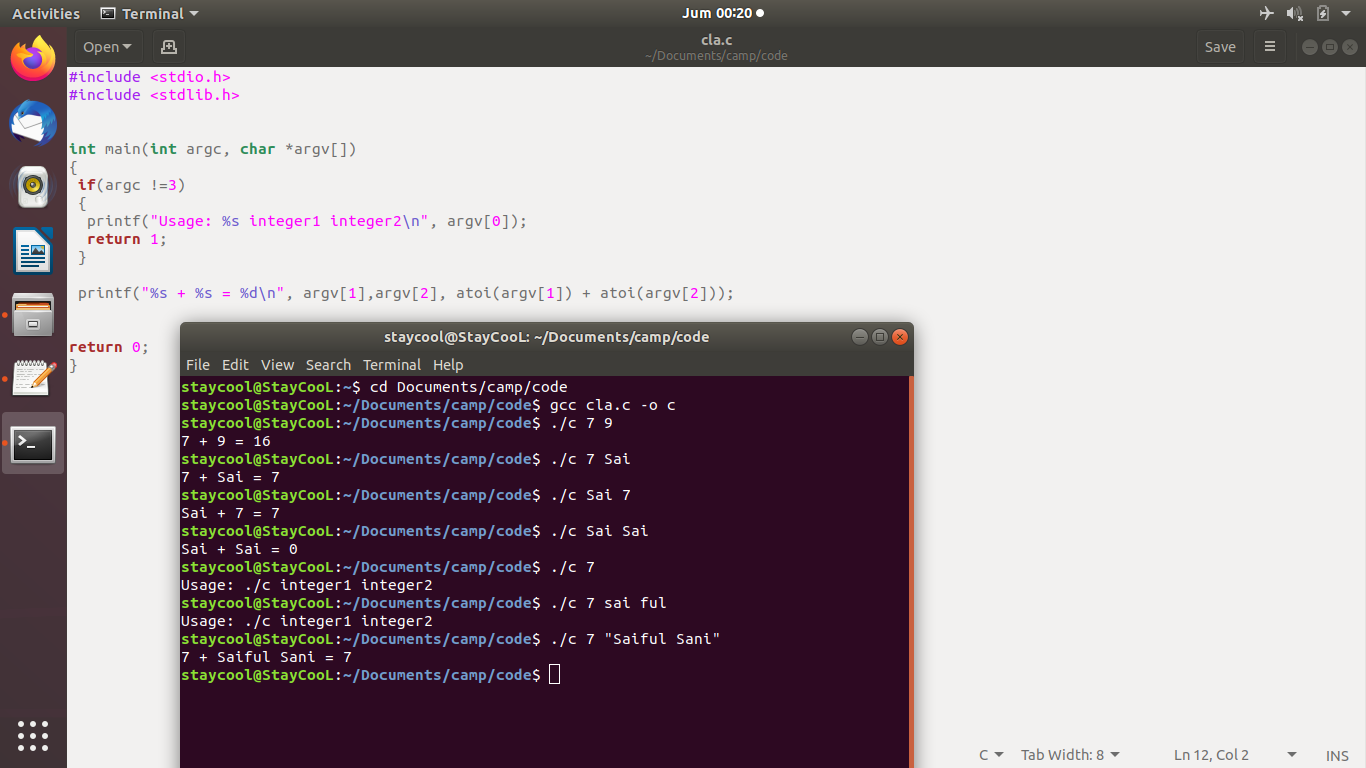 Activities Terminal Jum 00:20
Open cla.c Save
~/Documents/camp/code
#include <stdio.h>
#include <stdlib.h>
int main(int argc, char *argv[])
{
if(argc !=3)
{
printf("Usage: %s integer1 integer2\n", argv[0]);
return 1;
}
printf("%s + %s = %d\n", argv[1],argv[2], atoi(argv[1]) + atoi(argv[2]));
return 0;
}
staycool@StayCooL: ~/Documents/camp/code
File Edit View Search Terminal Help
staycool@StayCooL:~$ cd Documents/camp/code
staycool@StayCooL:~/Documents/camp/code$ gcc cla.c -o c
staycool@StayCooL:~/Documents/camp/code$ ./c 7 9
7 + 9 = 16
staycool@StayCooL:~/Documents/camp/code$ ./c 7 Sai
7 + Sai = 7
staycool@StayCooL:~/Documents/camp/code$ ./c Sai 7
Sai + 7 = 7
staycool@StayCooL:~/Documents/camp/code$ ./c Sai Sai
Sai + Sai = 0
staycool@StayCooL:~/Documents/camp/code$ ./c 7
Usage: ./c integer1 integer2
staycool@StayCooL:~/Documents/camp/code$ ./c 7 sai ful
Usage: ./c integer1 integer2
staycool@StayCooL:~/Documents/camp/code$ ./c 7 "Saiful Sani"
7 + Saiful Sani = 7
staycool@StayCooL:~/Documents/camp/code$
C Tab Width: 8 Ln 12, Col 2 INS